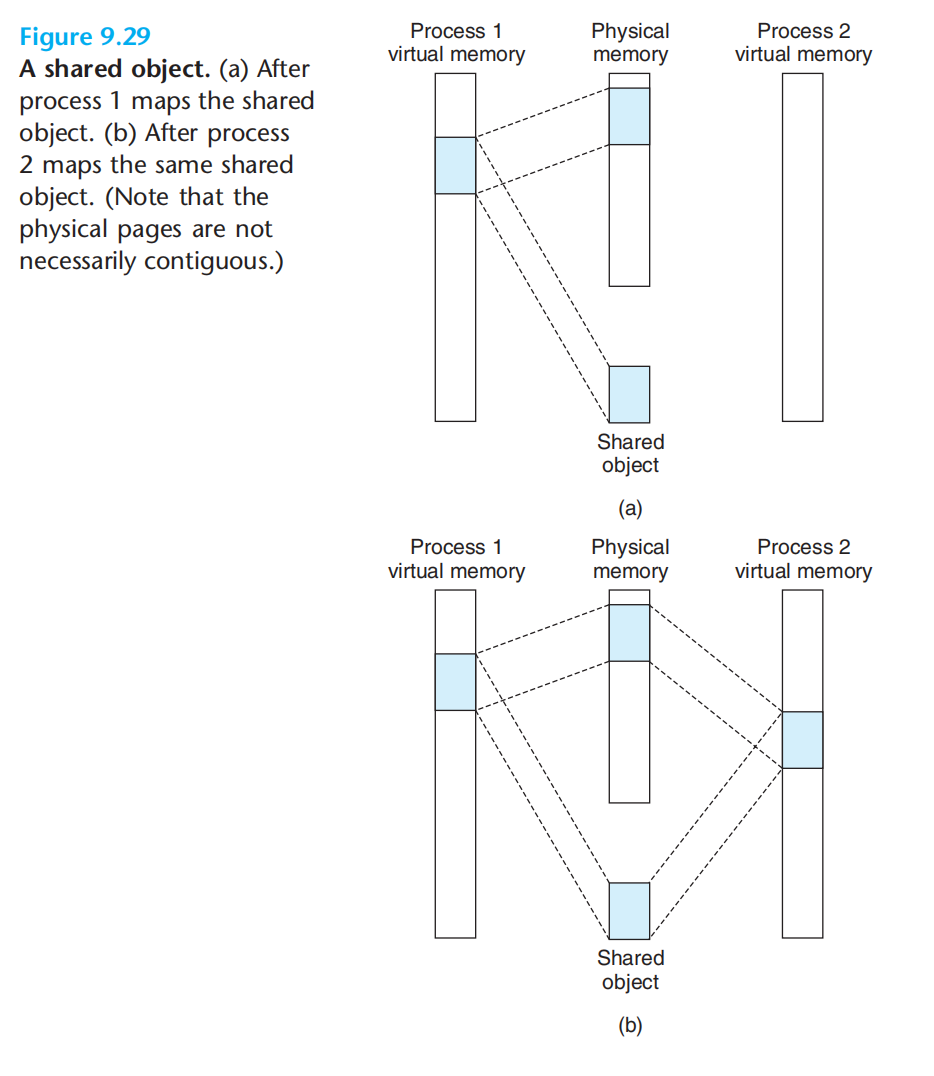 Figure 9.29
A shared object. (a) After
process 1 maps the shared
object. (b) After process
2 maps the same shared
object. (Note that the
physical pages are not
necessarily contiguous.)
Process 1
virtual memory
Physical
memory
Process 2
virtual memory
Shared
object
(a)
Process 1
virtual memory
Physical
memory
Process 2
virtual memory
Shared
object
(b)